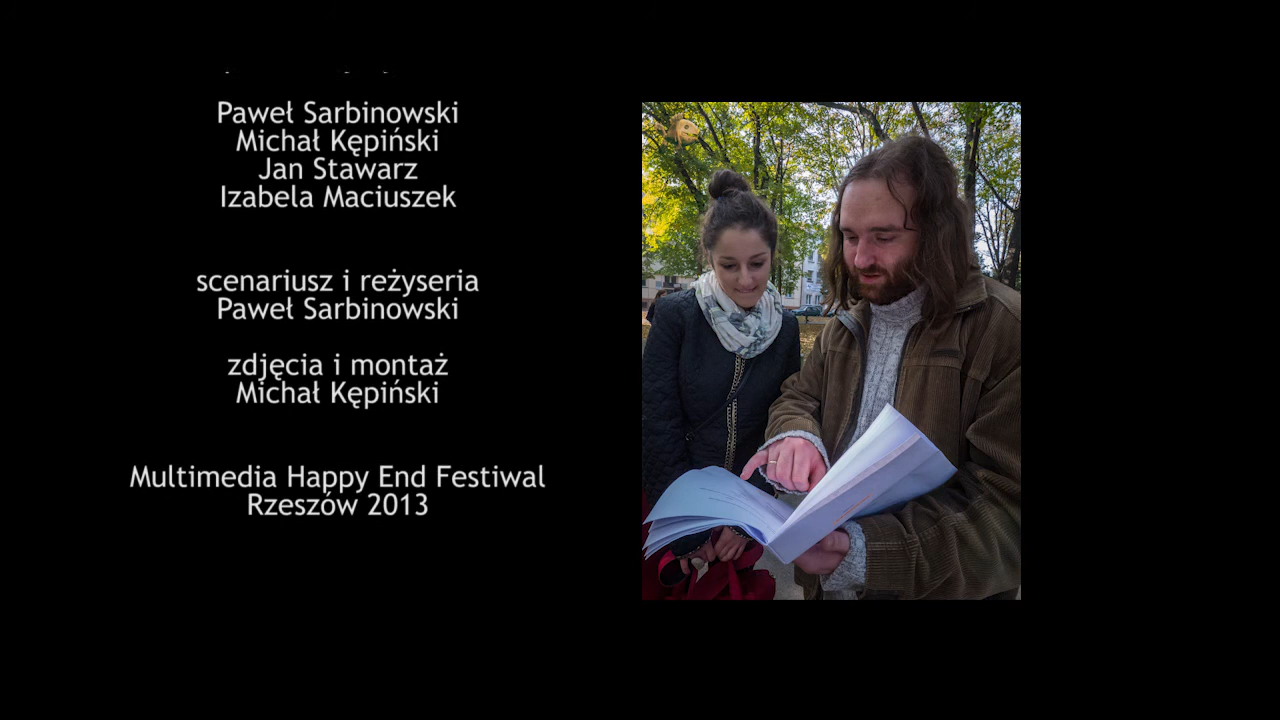 Paweł Sarbinowski
Michał Kępiński
Jan Stawarz
Izabela Maciuszek
scenariusz i reżyseria
Paweł Sarbinowski
zdjęcia i montaż
Michał Kępiński
Multimedia Happy End Festiwal
Rzeszów 2013